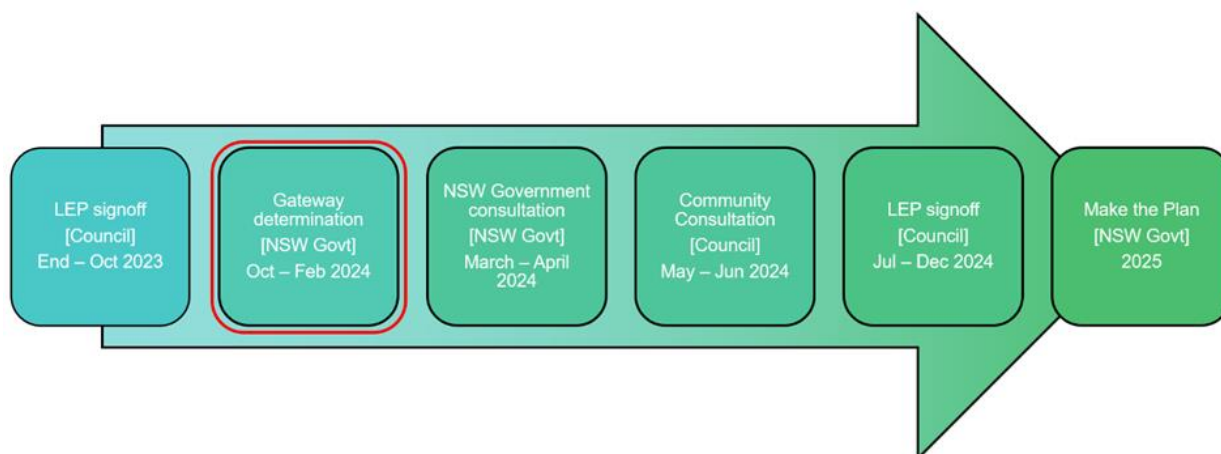 LEP signoff
[Council]
End – Oct 2023
Gateway
determination
[NSW Govt]
Oct – Feb 2024
NSW Government
consultation
[NSW Govt]
March – April
2024
Community
Consultation
[Council]
May – Jun 2024
LEP signoff
[Council]
Jul – Dec 2024
Make the Plan
[NSW Govt]
2025